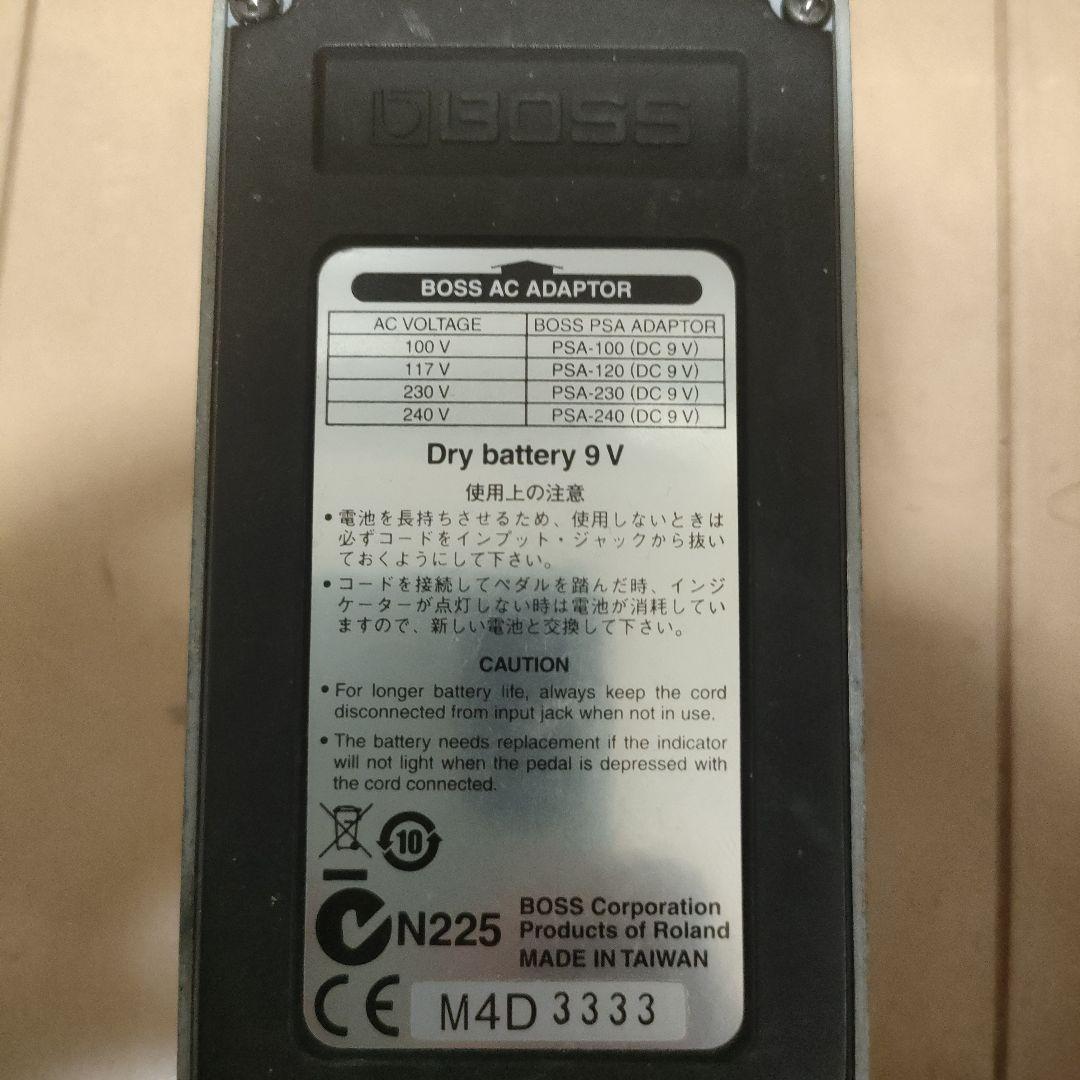 BOSS
BOSS AC ADAPTOR
AC VOLTAGE BOSS PSA ADAPTOR
100 V PSA-100 (DC 9 V)
117 V PSA-120 (DC 9 V)
230 V PSA-230 (DC 9 V)
240 V PSA-240 (DC 9 V)
Dry battery 9 V
使用上の注意
• 電池を長持ちさせるため、使用しないときは
必ずコードをインプット・ジャックから抜い
ておくようにして下さい。
• コードを接続してペダルを踏んだ時、インジ
ケーターが点灯しない時は電池が消耗してい
ますので、新しい電池と交換して下さい。
CAUTION
• For longer battery life, always keep the cord
disconnected from input jack when not in use.
• The battery needs replacement if the indicator
will not light when the pedal is depressed with
the cord connected.
10
N225
BOSS Corporation
Products of Roland
MADE IN TAIWAN
CE
M4D 3333